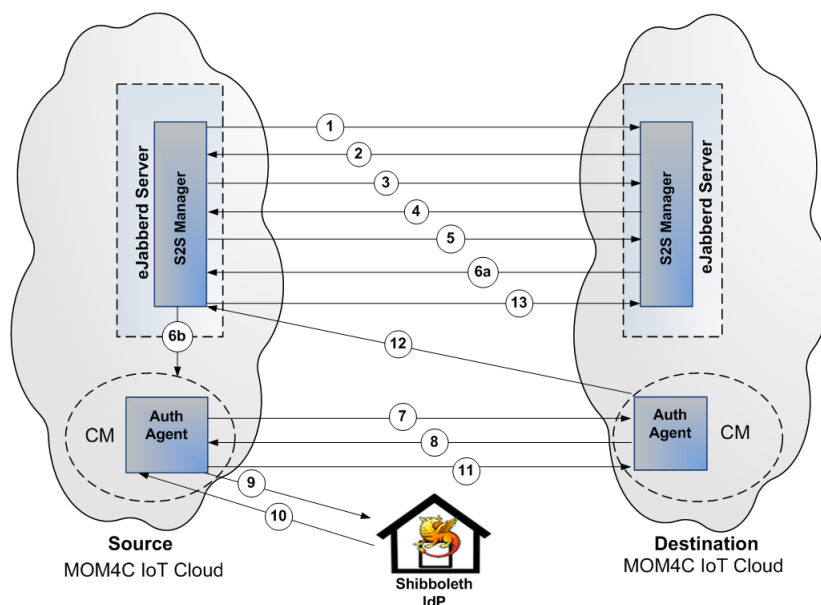 1
2
3
4
5
6a
13
6b
12
7
8
11
9
10
eJabberd Server
S2S Manager
S2S Manager
eJabberd Server
CM
Auth
Agent
Auth
Agent
CM
Source
MOM4C IoT Cloud
Shibboleth
IdP
Destination
MOM4C IoT Cloud